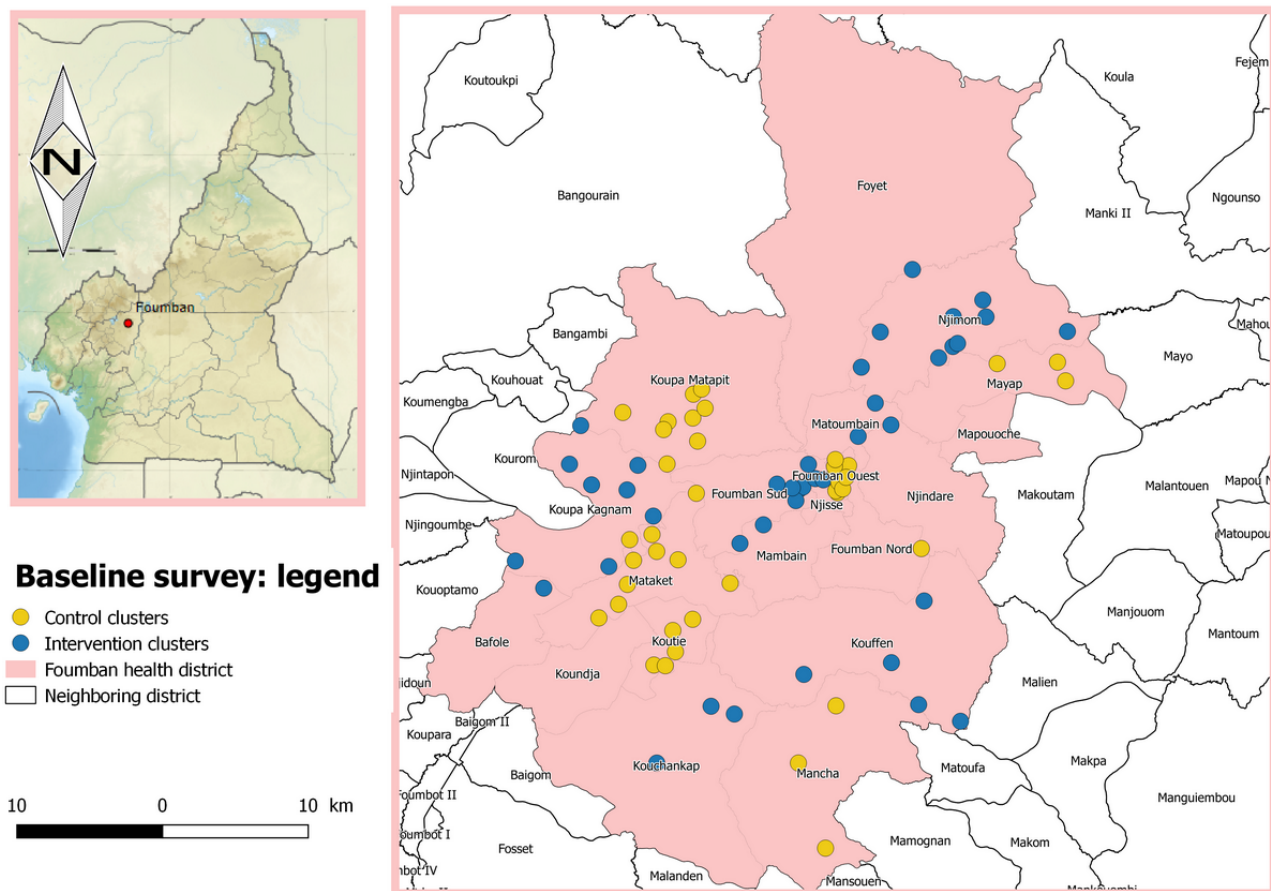 N
Foumban
Baseline survey: legend
Control clusters
Intervention clusters
Foumban health district
Neighboring district
10 0 10 km
Koutoukpi
Koula
Fejem
Foyet
Bangourain
Ngounso
Manki II
Njimom
Bangambi
Mayo
Mahou
Kouhouat
Koupa Matapit
Mayap
Koumengba
Matoumbain
Mapouoche
Kourom
Njintapon
Foumban Ouest
Makoutam
Malantouen
Mapou N
Foumban Sud
Njindare
Koupa Kagnam
Njisse
Njingoumbe
Matoupou
Foumban Nord
Mambain
Kouoptamo
Mataket
Manjouom
Mantoum
Bafole
Koutie
Kouffen
Koundja
jidoun
Malien
Baigom II
Koupara
Makpa
Kouchankap
Mancha
Matoufa
Baigom
Foumbot II
Manguiembou
oumbot I
Mamognan
Makom
Fosset
nbot IV
Malanden
Mansouen